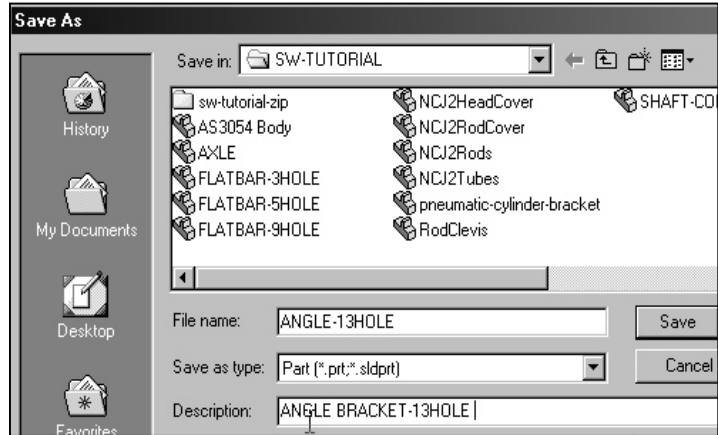 Save As
Save in: SW-TUTORIAL
History
My Documents
Desktop
Favorites
sw-tutorial-zip
AS3054 Body
AXLE
FLATBAR-3HOLE
FLATBAR-5HOLE
FLATBAR-9HOLE
NCJ2HeadCover
NCJ2RodCover
NCJ2Rods
NCJ2Tubes
pneumatic-cylinder-bracket
RodClevis
File name: ANGLE-13HOLE
Save
Save as type: Part (*.prt;*.sldprt)
Cancel
Description: ANGLE BRACKET-13HOLE